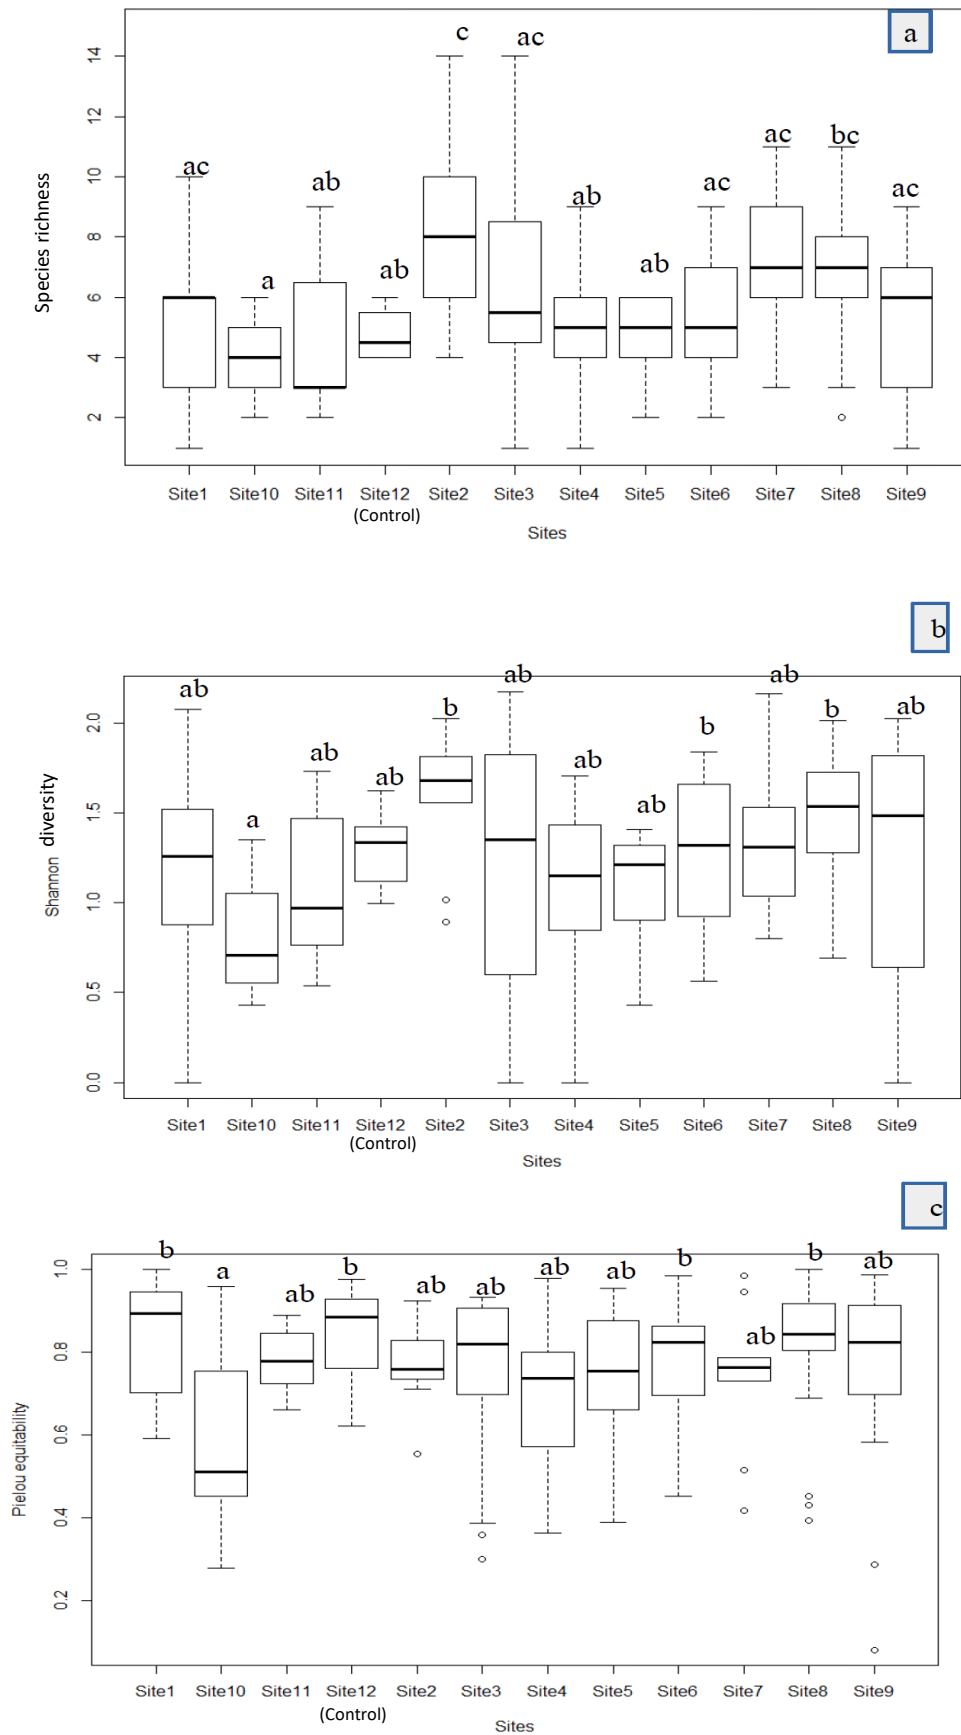 a
c
ac
ac
bc
ac
ab
ab
ac
ac
ab
a
ab
Species richness
14
12
10
8
6
4
2
Site1 Site10 Site11 Site12 Site2 Site3 Site4 Site5 Site6 Site7 Site8 Site9
(Control)
Sites
b
ab
ab
ab
b
b
b
ab
ab
ab
ab
ab
a
Shannon diversity
2.0
1.5
1.0
0.5
0.0
Site1 Site10 Site11 Site12 Site2 Site3 Site4 Site5 Site6 Site7 Site8 Site9
(Control)
Sites
c
b a ab b ab ab ab ab b ab b ab
Pielou equitability
1.0
0.8
0.6
0.4
0.2
Site1 Site10 Site11 Site12 Site2 Site3 Site4 Site5 Site6 Site7 Site8 Site9
(Control)
Sites